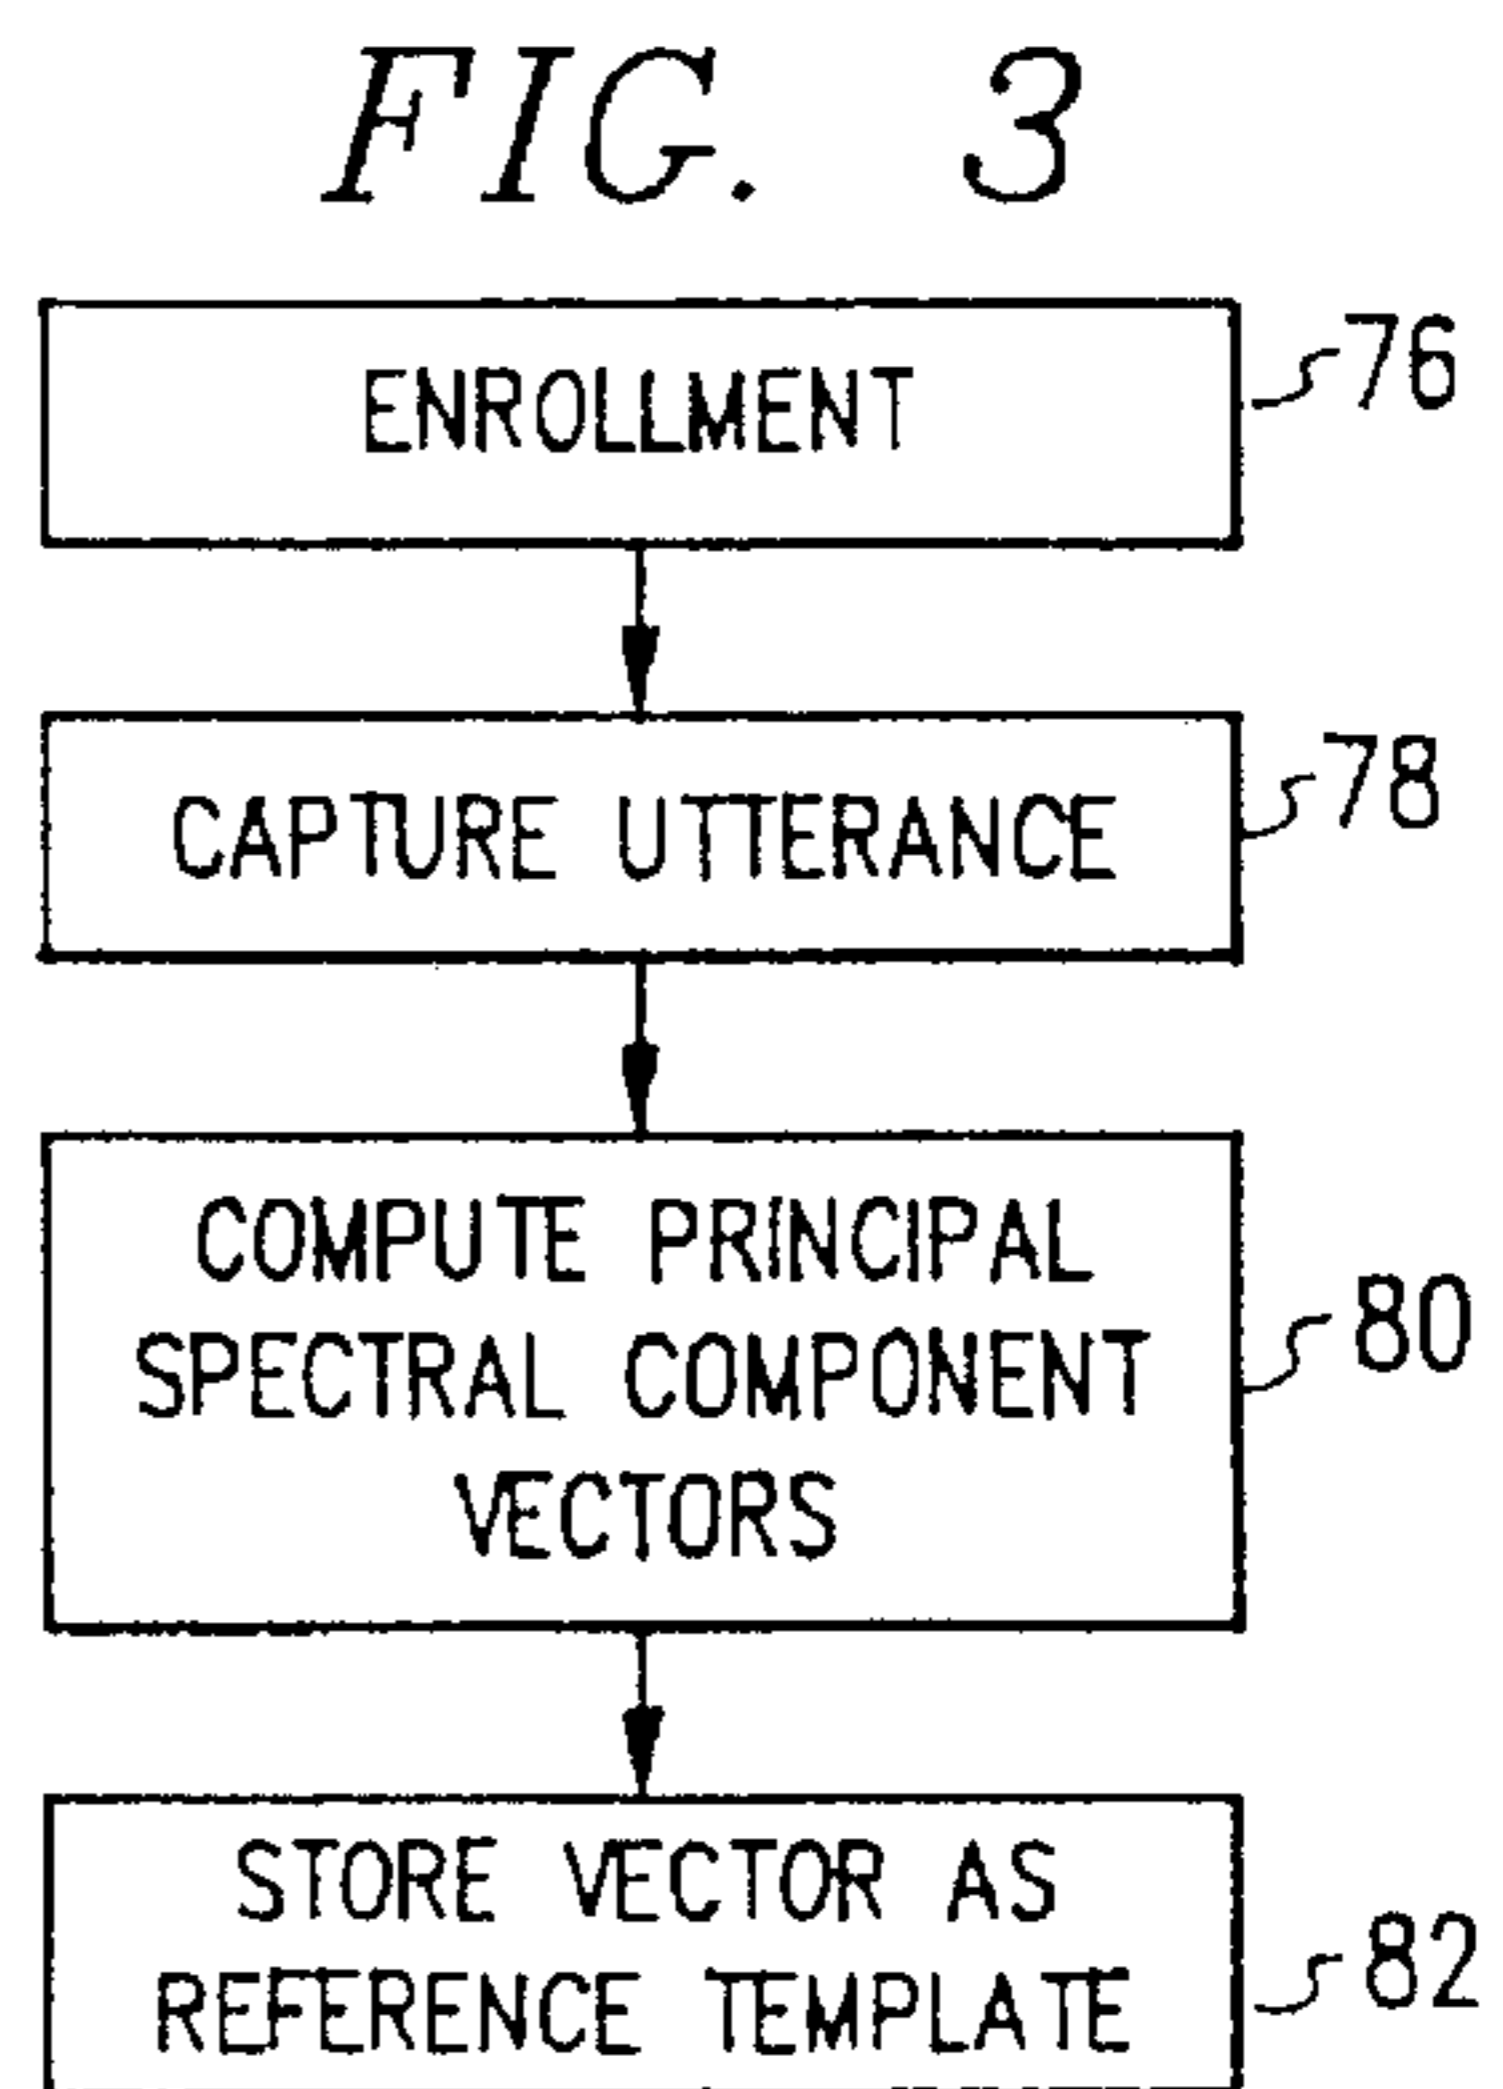 FIG. 3
ENROLLMENT
76
CAPTURE UTTERANCE
78
COMPUTE PRINCIPAL
SPECTRAL COMPONENT
VECTORS
80
STORE VECTOR AS
REFERENCE TEMPLATE
82